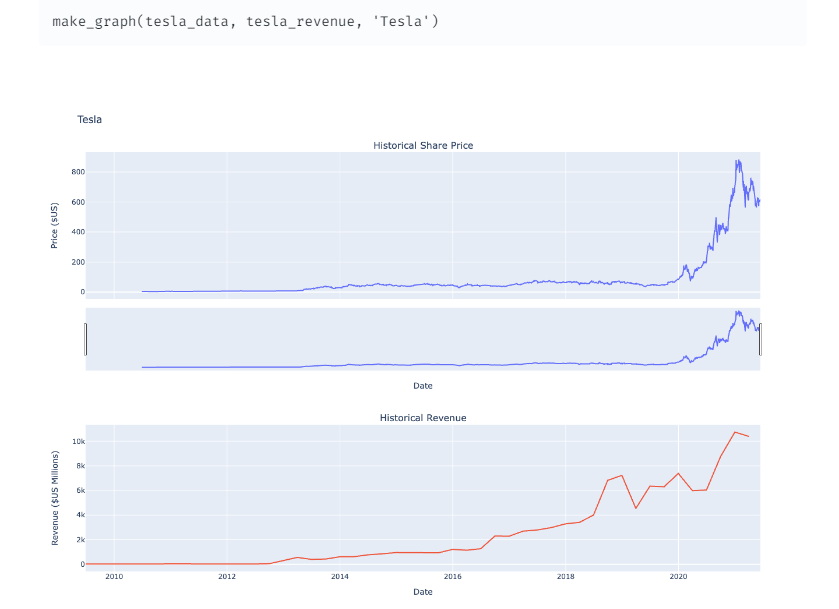 make_graph(tesla_data, tesla_revenue, 'Tesla')
Tesla
Historical Share Price
800
600
400
200
0
Price ($US)
Date
Historical Revenue
10k
8k
6k
4k
2k
0
Revenue ($US Millions)
2010 2012 2014 2016 2018 2020
Date